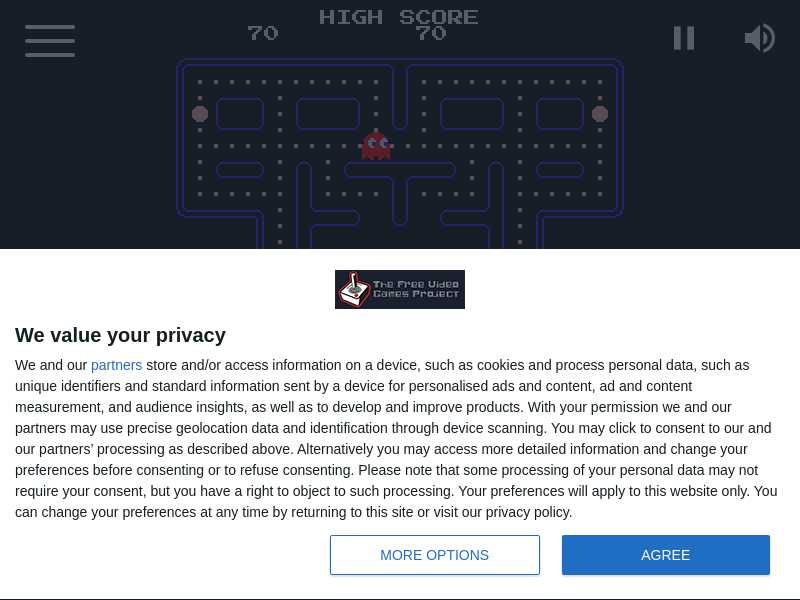 HIGH SCORE
70 70
The Free Video
Games Project
We value your privacy
We and our partners store and/or access information on a device, such as cookies and process personal data, such as
unique identifiers and standard information sent by a device for personalised ads and content, ad and content
measurement, and audience insights, as well as to develop and improve products. With your permission we and our
partners may use precise geolocation data and identification through device scanning. You may click to consent to our and
our partners’ processing as described above. Alternatively you may access more detailed information and change your
preferences before consenting or to refuse consenting. Please note that some processing of your personal data may not
require your consent, but you have a right to object to such processing. Your preferences will apply to this website only. You
can change your preferences at any time by returning to this site or visit our privacy policy.
MORE OPTIONS AGREE